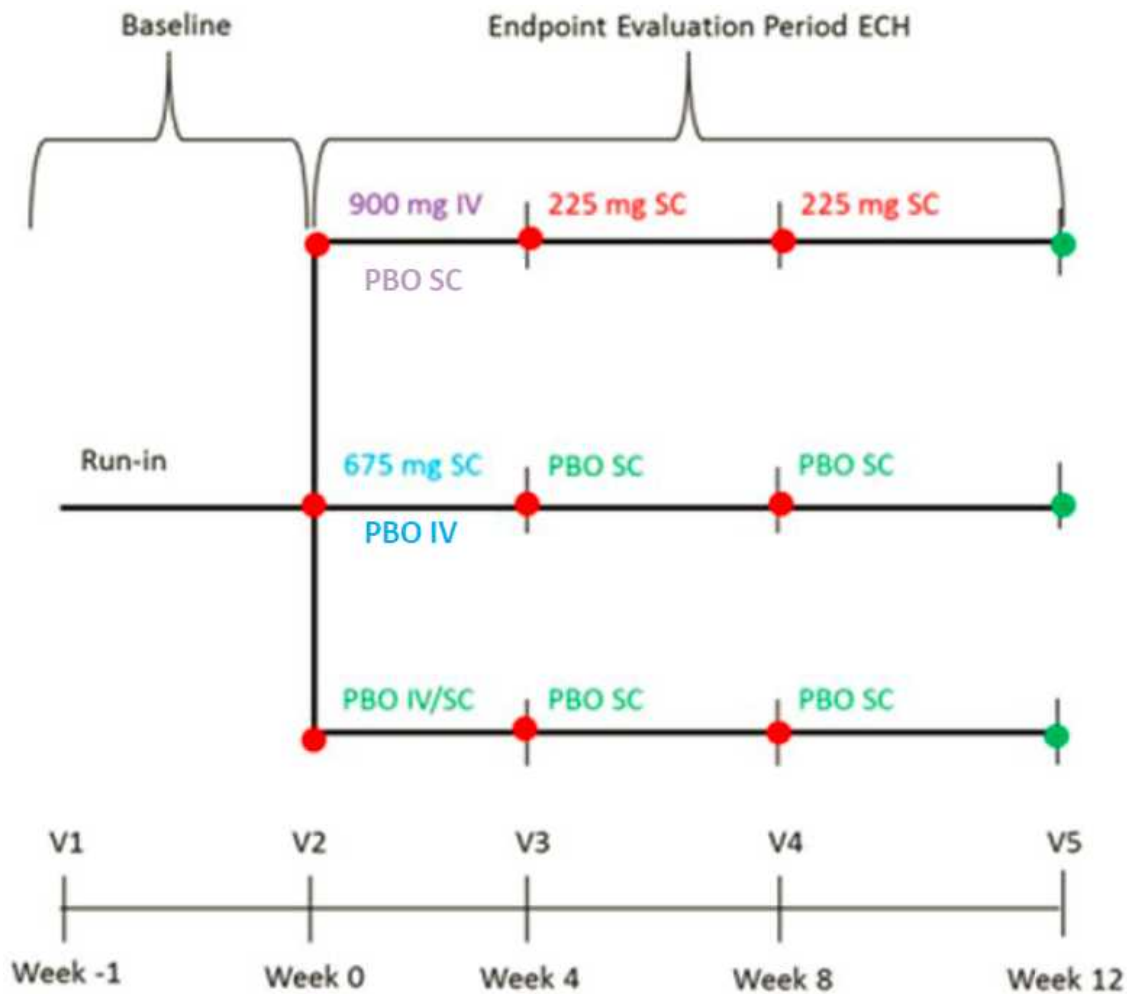 Baseline
Endpoint Evaluation Period ECH
900 mg IV
225 mg SC
225 mg SC
PBO SC
Run-in
675 mg SC
PBO SC
PBO SC
PBO IV
PBO IV/SC
PBO SC
PBO SC
V1
V2
V3
V4
V5
Week -1
Week 0
Week 4
Week 8
Week 12